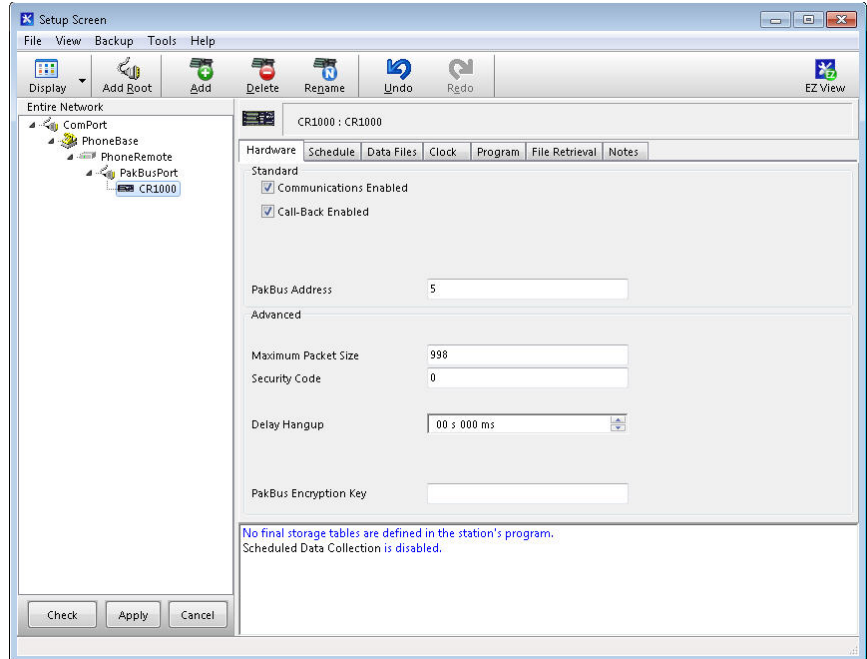 Setup Screen
File View Backup Tools Help
Display Add Root Add Delete Rename Undo Redo EZ View
Entire Network
ComPort
PhoneBase
PhoneRemote
PakBusPort
CR1000
CR1000 : CR1000
Hardware Schedule Data Files Clock Program File Retrieval Notes
Standard
Communications Enabled
Call-Back Enabled
PakBus Address 5
Advanced
Maximum Packet Size 998
Security Code 0
Delay Hangup 00 s 000 ms
PakBus Encryption Key
No final storage tables are defined in the station's program.
Scheduled Data Collection is disabled.
Check Apply Cancel